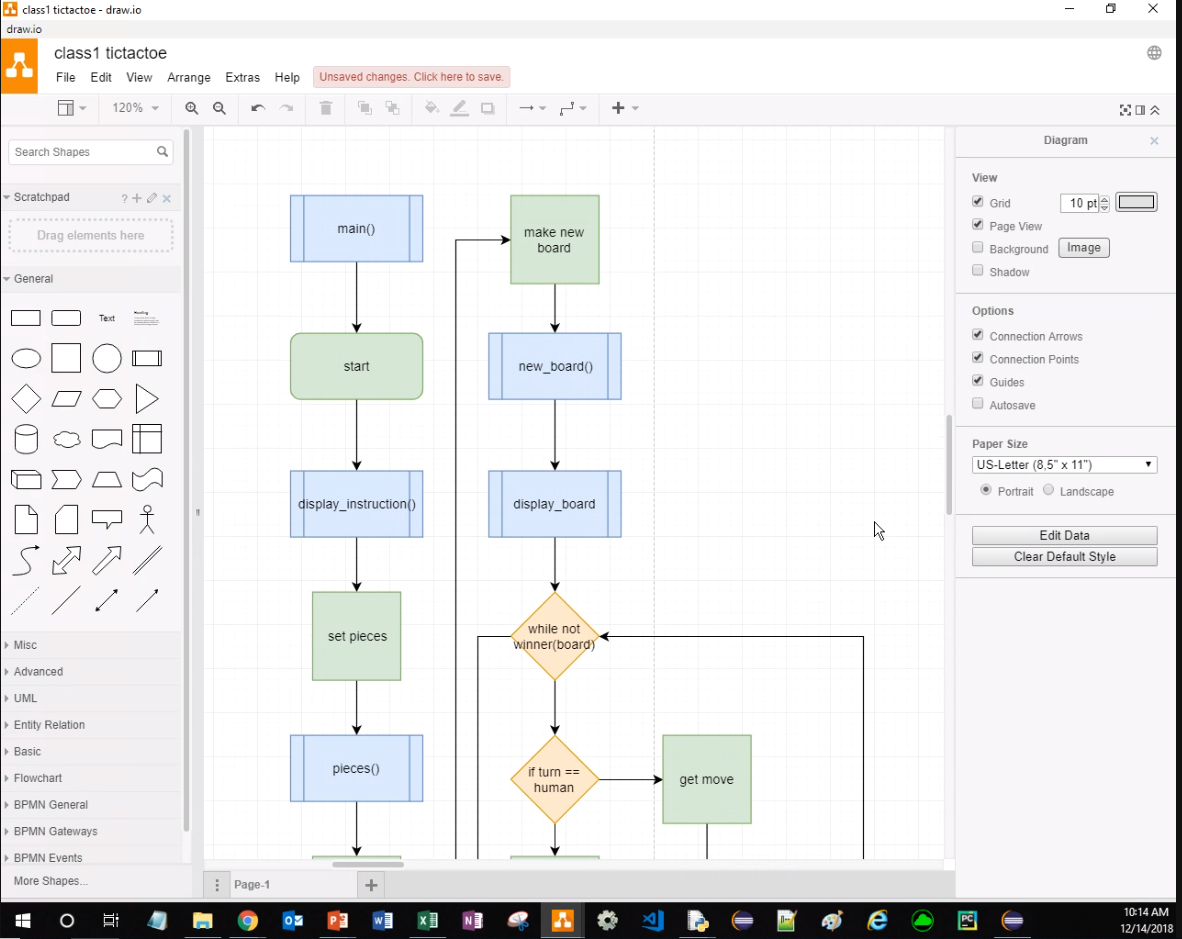 class1 tictactoe - draw.io
draw.io
class1 tictactoe
File Edit View Arrange Extras Help Unsaved changes. Click here to save.
120%
Search Shapes
Scratchpad
?
Drag elements here
General
Text
Heading
Misc
Advanced
UML
Entity Relation
Basic
Flowchart
BPMN General
BPMN Gateways
BPMN Events
More Shapes...
main()
start
display_instruction()
set pieces
pieces()
make new
board
new_board()
display_board
while not
winner(board)
if turn ==
human
get move
Page-1
Diagram
View
Grid 10 pt
Page View
Background Image
Shadow
Options
Connection Arrows
Connection Points
Guides
Autosave
Paper Size
US-Letter (8,5" x 11")
Portrait Landscape
Edit Data
Clear Default Style
10:14 AM
12/14/2018